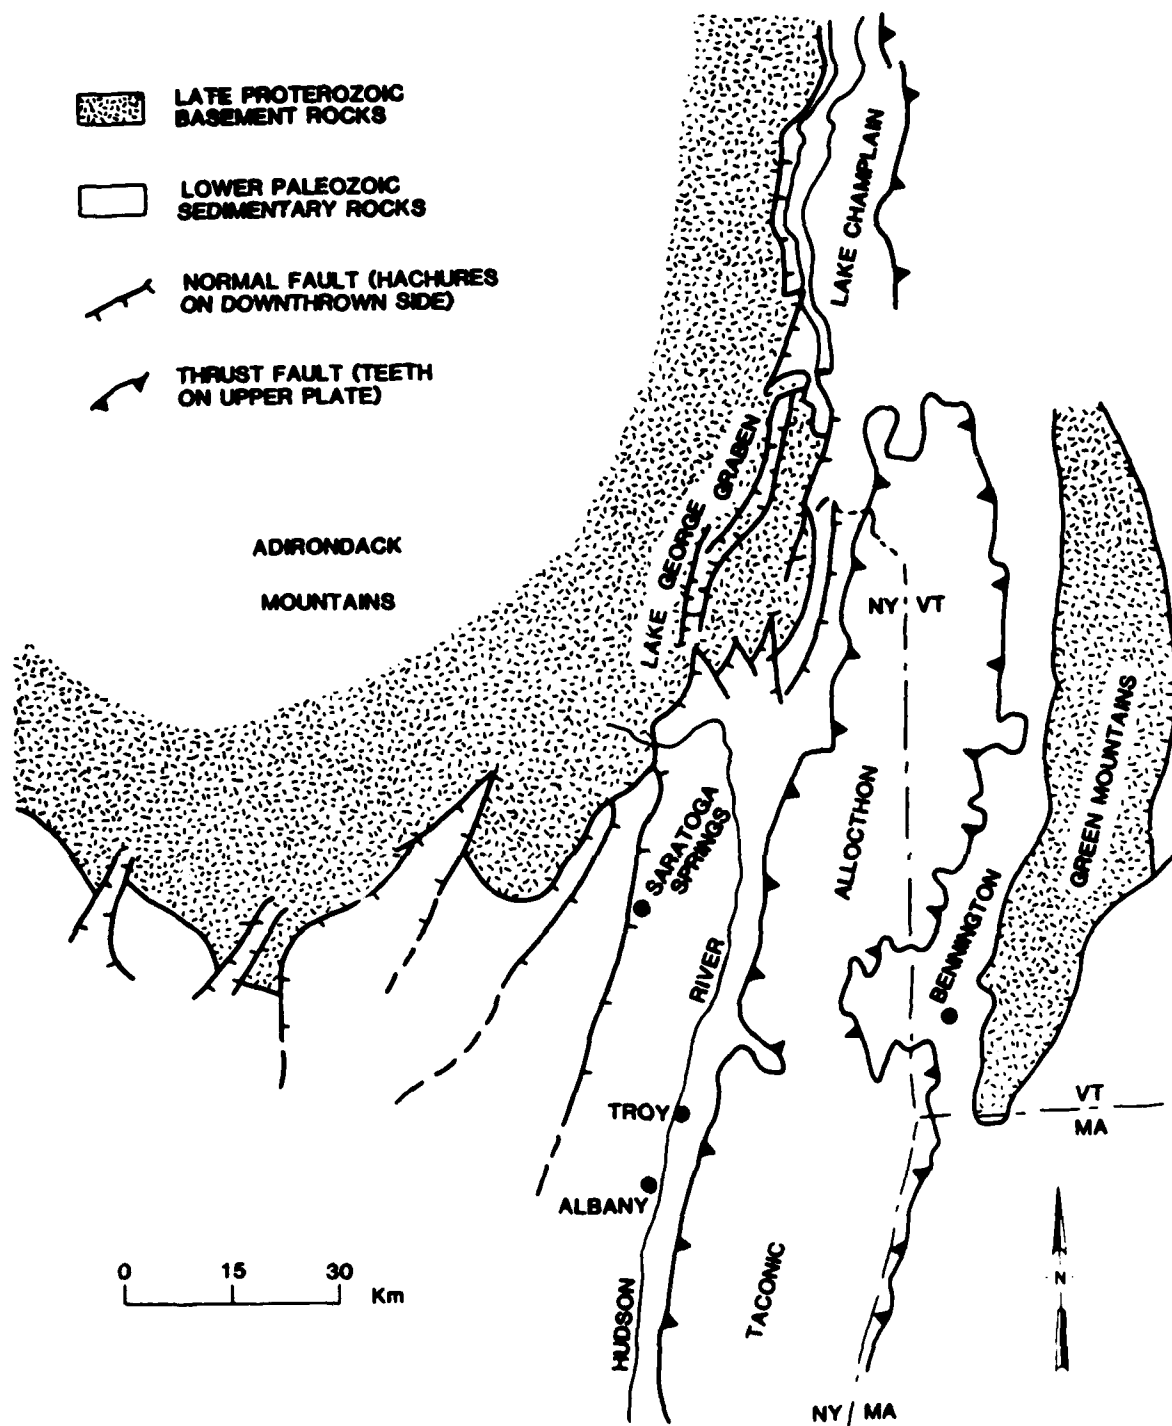 LATE PROTEROZOIC
BASEMENT ROCKS
LOWER PALEOZOIC
SEDIMENTARY ROCKS
NORMAL FAULT (HACHURES
ON DOWNTHROWN SIDE)
THRUST FAULT (TEETH
ON UPPER PLATE)
LAKE CHAMPLAIN
LAKE GEORGE GRABEN
ADIRONDACK
MOUNTAINS
NY
VT
GREEN MOUNTAINS
SARATOGA
SPRINGS
ALLOCTHON
BENNINGTON
RIVER
TROY
VT
MA
ALBANY
HUDSON
TACONIC
0 15 30
Km
N
NY / MA